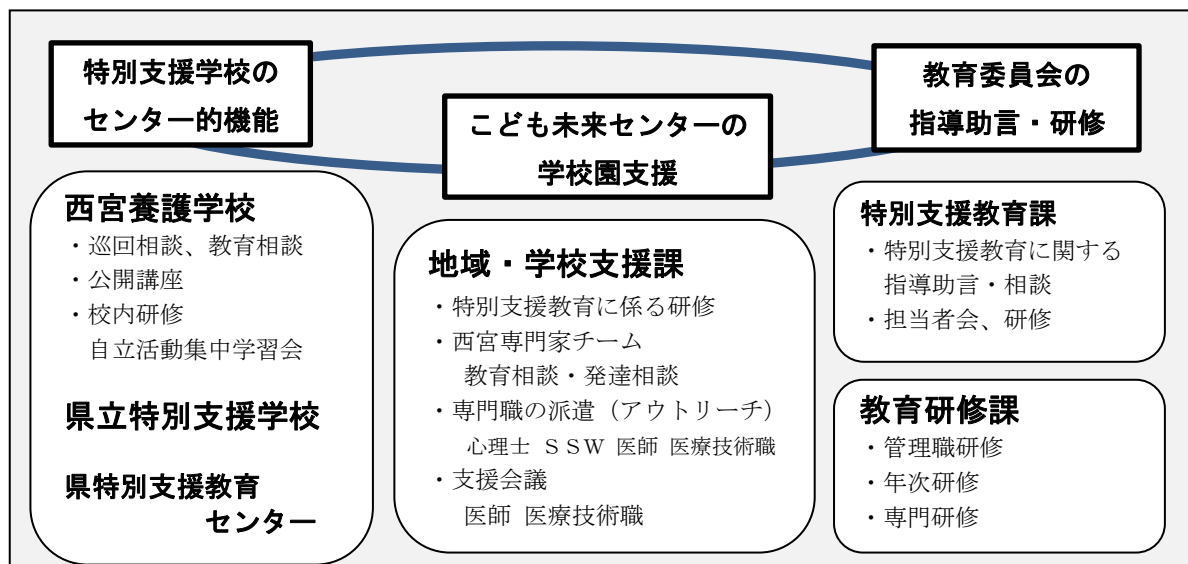 特別支援学校の
センター的機能
こども未来センターの
学校園支援
教育委員会の
指導助言・研修
西宮養護学校
・巡回相談、教育相談
・公開講座
・校内研修
自立活動集中学習会
県立特別支援学校
県特別支援教育
センター
地域・学校支援課
・特別支援教育に係る研修
・西宮専門家チーム
教育相談・発達相談
・専門職の派遣（アウトリーチ）
心理士 ＳＳＷ 医師 医療技術職
・支援会議
医師 医療技術職
特別支援教育課
・特別支援教育に関する
指導助言・相談
・担当者会、研修
教育研修課
・管理職研修
・年次研修
・専門研修